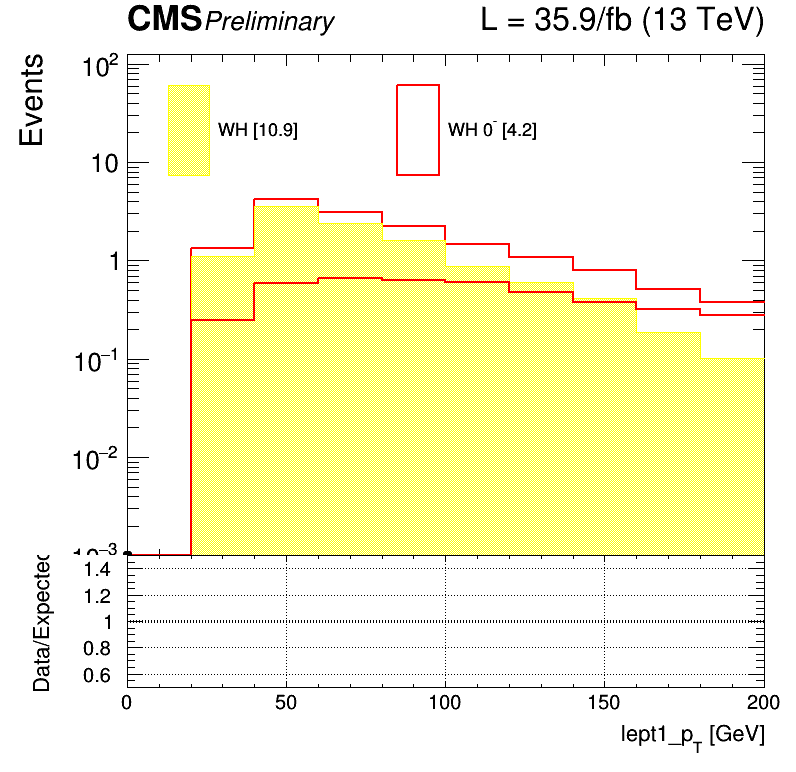 CMS Preliminary L = 35.9/fb (13 TeV)
Events
10²
WH [10.9] WH 0⁻ [4.2]
10
1
10⁻¹
10⁻²
10⁻³
Data/Expected
1.4
1.2
1
0.8
0.6
0 50 100 150 200
lept1_p_T [GeV]